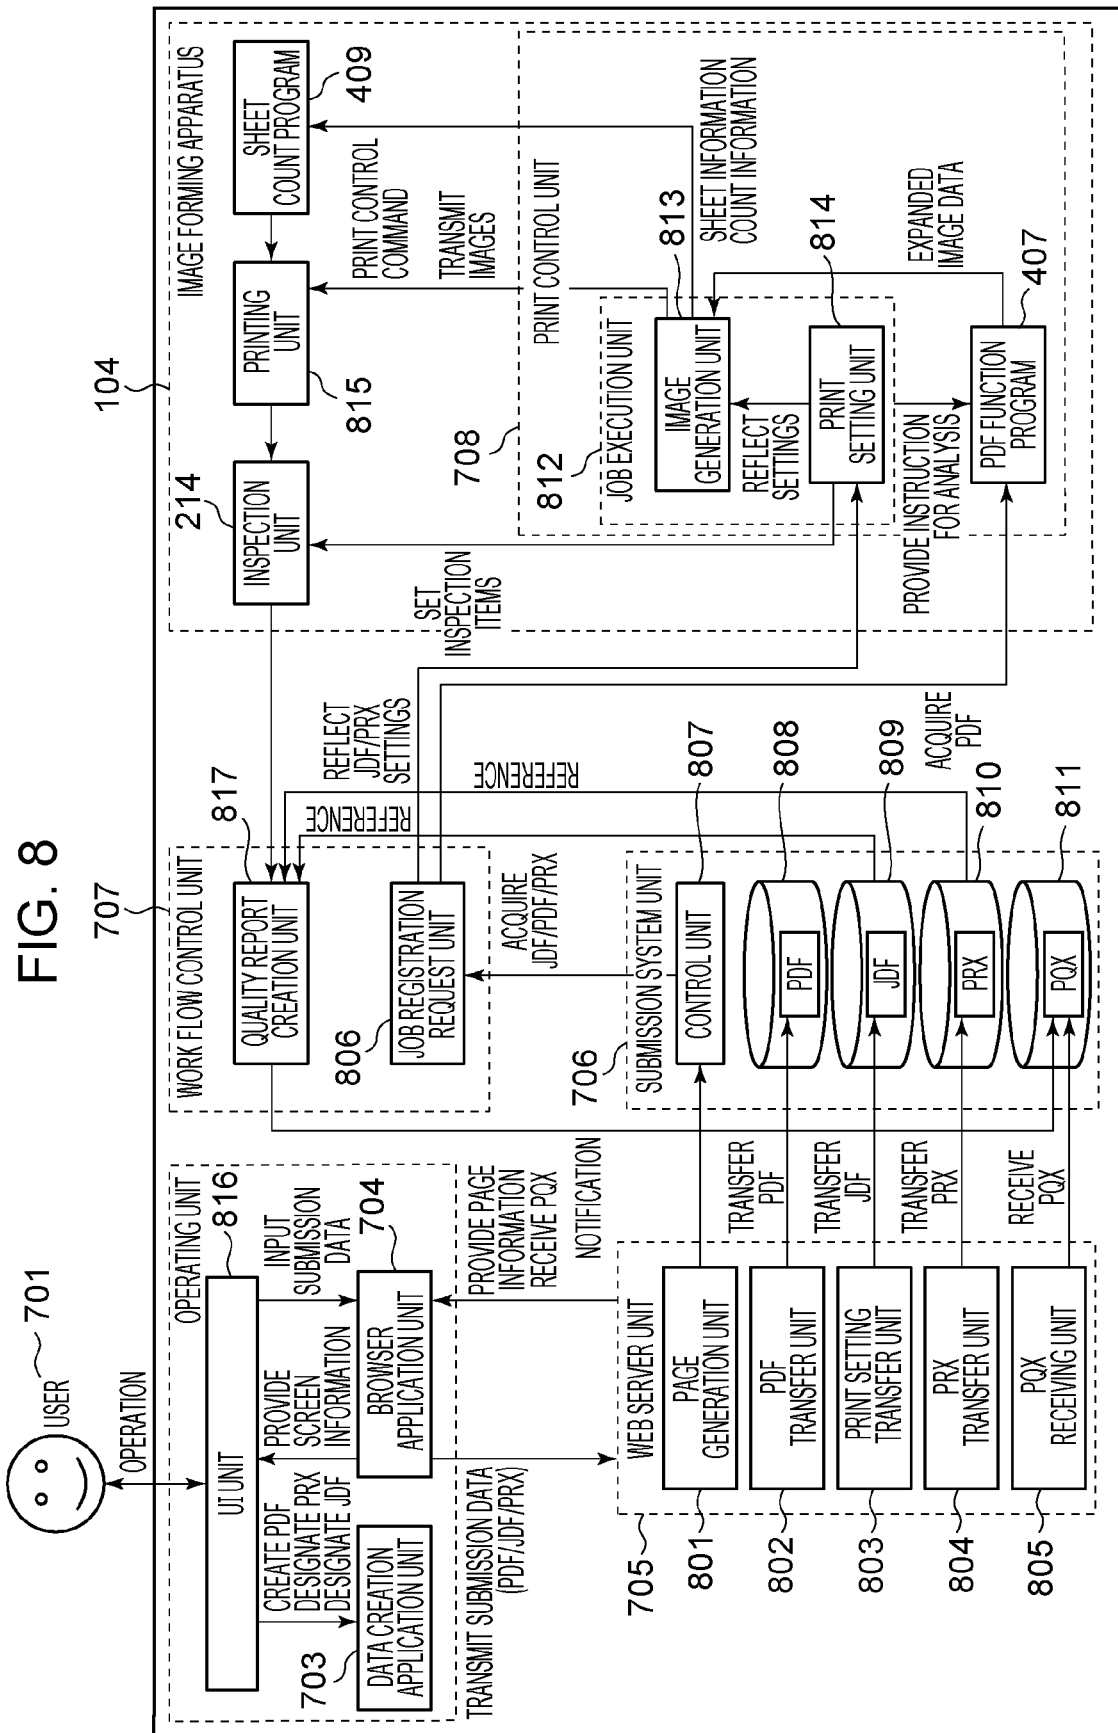 FIG. 8
701
USER
OPERATION
OPERATING UNIT
816
UI UNIT
CREATE PDF
DESIGNATE PRX
DESIGNATE JDF
PROVIDE
SCREEN
INFORMATION
INPUT
SUBMISSION
DATA
703
DATA CREATION
APPLICATION UNIT
704
BROWSER
APPLICATION UNIT
TRANSMIT SUBMISSION DATA
(PDF/JDF/PRX)
PROVIDE PAGE
INFORMATION
RECEIVE PQX
NOTIFICATION
705
WEB SERVER UNIT
801
PAGE
GENERATION UNIT
802
PDF
TRANSFER UNIT
803
PRINT SETTING
TRANSFER UNIT
804
PRX
TRANSFER UNIT
805
PQX
RECEIVING UNIT
TRANSFER
PDF
TRANSFER
JDF
TRANSFER
PRX
RECEIVE
PQX
707
WORK FLOW CONTROL UNIT
817
QUALITY REPORT
CREATION UNIT
806
JOB REGISTRATION
REQUEST UNIT
REFLECT
JDF/PRX
SETTINGS
REFERENCE
REFERENCE
ACQUIRE
JDF/PDF/PRX
706
SUBMISSION SYSTEM UNIT
807
CONTROL UNIT
808
PDF
809
JDF
810
PRX
811
PQX
ACQUIRE
PDF
104
IMAGE FORMING APPARATUS
214
INSPECTION
UNIT
815
PRINTING
UNIT
409
SHEET
COUNT PROGRAM
SET
INSPECTION
ITEMS
PRINT CONTROL
COMMAND
TRANSMIT
IMAGES
708
PRINT CONTROL UNIT
812
JOB EXECUTION UNIT
813
IMAGE
GENERATION UNIT
SHEET INFORMATION
COUNT INFORMATION
REFLECT
SETTINGS
814
PRINT
SETTING UNIT
PROVIDE INSTRUCTION
FOR ANALYSIS
EXPANDED
IMAGE DATA
407
PDF FUNCTION
PROGRAM